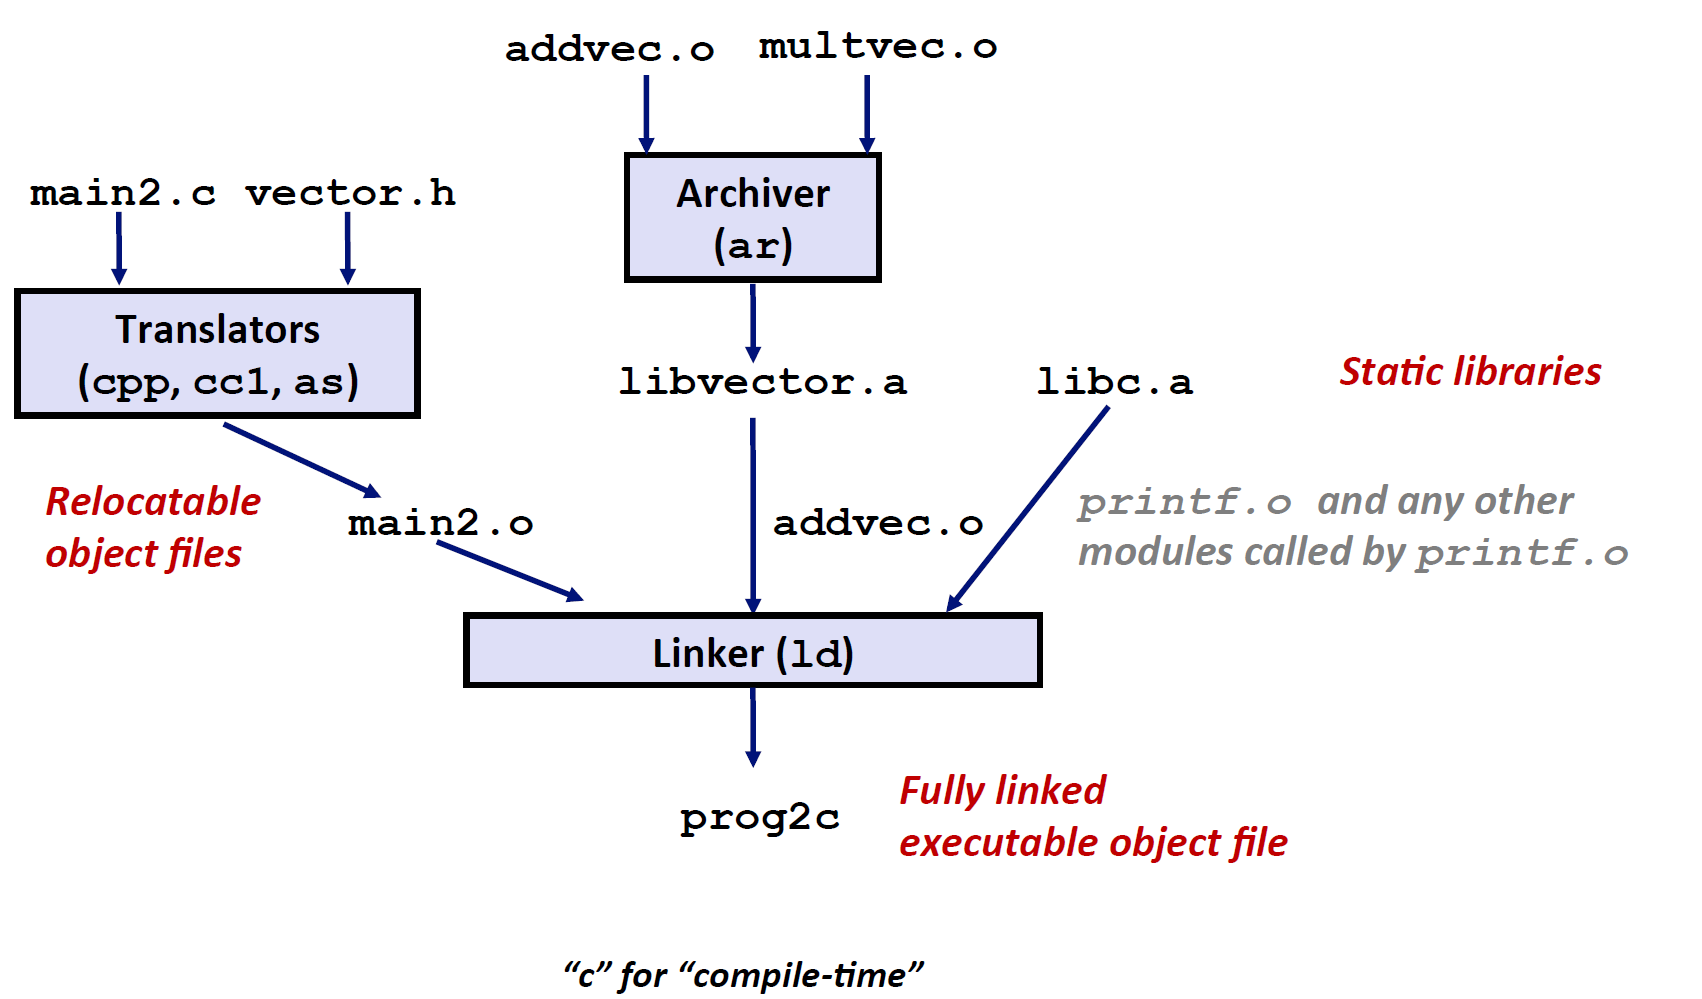 addvec.o multvec.o
main2.c vector.h
Archiver
(ar)
Translators
(cpp, cc1, as)
libvector.a
libc.a
Static libraries
Relocatable
object files
main2.o
addvec.o
printf.o and any other
modules called by printf.o
Linker (ld)
prog2c
Fully linked
executable object file
“c” for “compile-time”